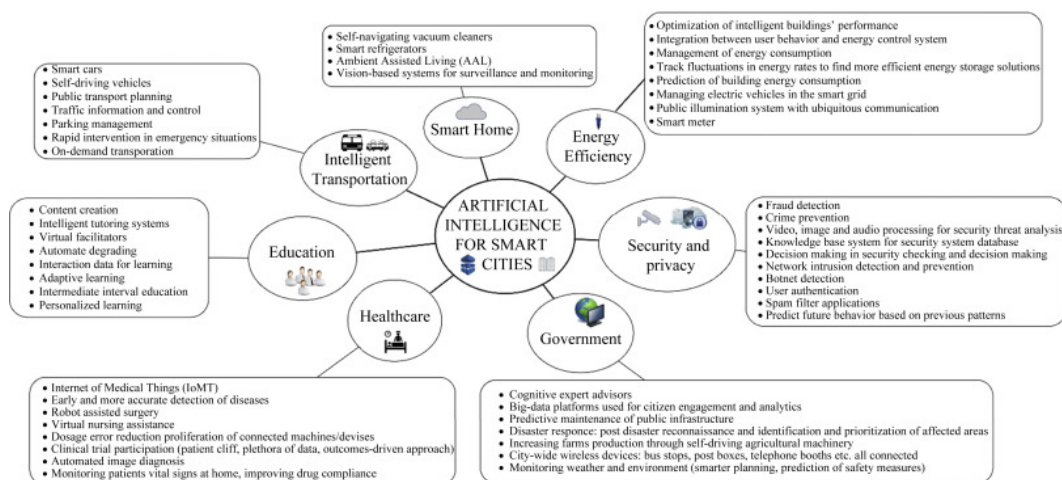 • Self-navigating vacuum cleaners
• Smart refrigerators
• Ambient Assisted Living (AAL)
• Vision-based systems for surveillance and monitoring
• Optimization of intelligent buildings' performance
• Integration between user behavior and energy control system
• Management of energy consumption
• Track fluctuations in energy rates to find more efficient energy storage solutions
• Prediction of building energy consumption
• Managing electric vehicles in the smart grid
• Public illumination system with ubiquitous communication
• Smart meter
• Smart cars
• Self-driving vehicles
• Public transport planning
• Traffic information and control
• Parking management
• Rapid intervention in emergency situations
• On-demand transporation
Smart Home
Energy
Efficiency
Intelligent
Transportation
ARTIFICIAL
INTELLIGENCE
FOR SMART
CITIES
• Content creation
• Intelligent tutoring systems
• Virtual facilitators
• Automate degrading
• Interaction data for learning
• Adaptive learning
• Intermediate interval education
• Personalized learning
Education
Security and
privacy
• Fraud detection
• Crime prevention
• Video, image and audio processing for security threat analysis
• Knowledge base system for security system database
• Decision making in security checking and decision making
• Network intrusion detection and prevention
• Botnet detection
• User authentication
• Spam filter applications
• Predict future behavior based on previous patterns
Healthcare
Government
• Internet of Medical Things (IoMT)
• Early and more accurate detection of diseases
• Robot assisted surgery
• Virtual nursing assistance
• Dosage error reduction proliferation of connected machines/devises
• Clinical trial participation (patient cliff, plethora of data, outcomes-driven approach)
• Automated image diagnosis
• Monitoring patients vital signs at home, improving drug compliance
• Cognitive expert advisors
• Big-data platforms used for citizen engagement and analytics
• Predictive maintenance of public infrastructure
• Disaster responce: post disaster reconnaissance and identification and prioritization of affected areas
• Increasing farms production through self-driving agricultural machinery
• City-wide wireless devices: bus stops, post boxes, telephone booths etc. all connected
• Monitoring weather and environment (smarter planning, prediction of safety measures)